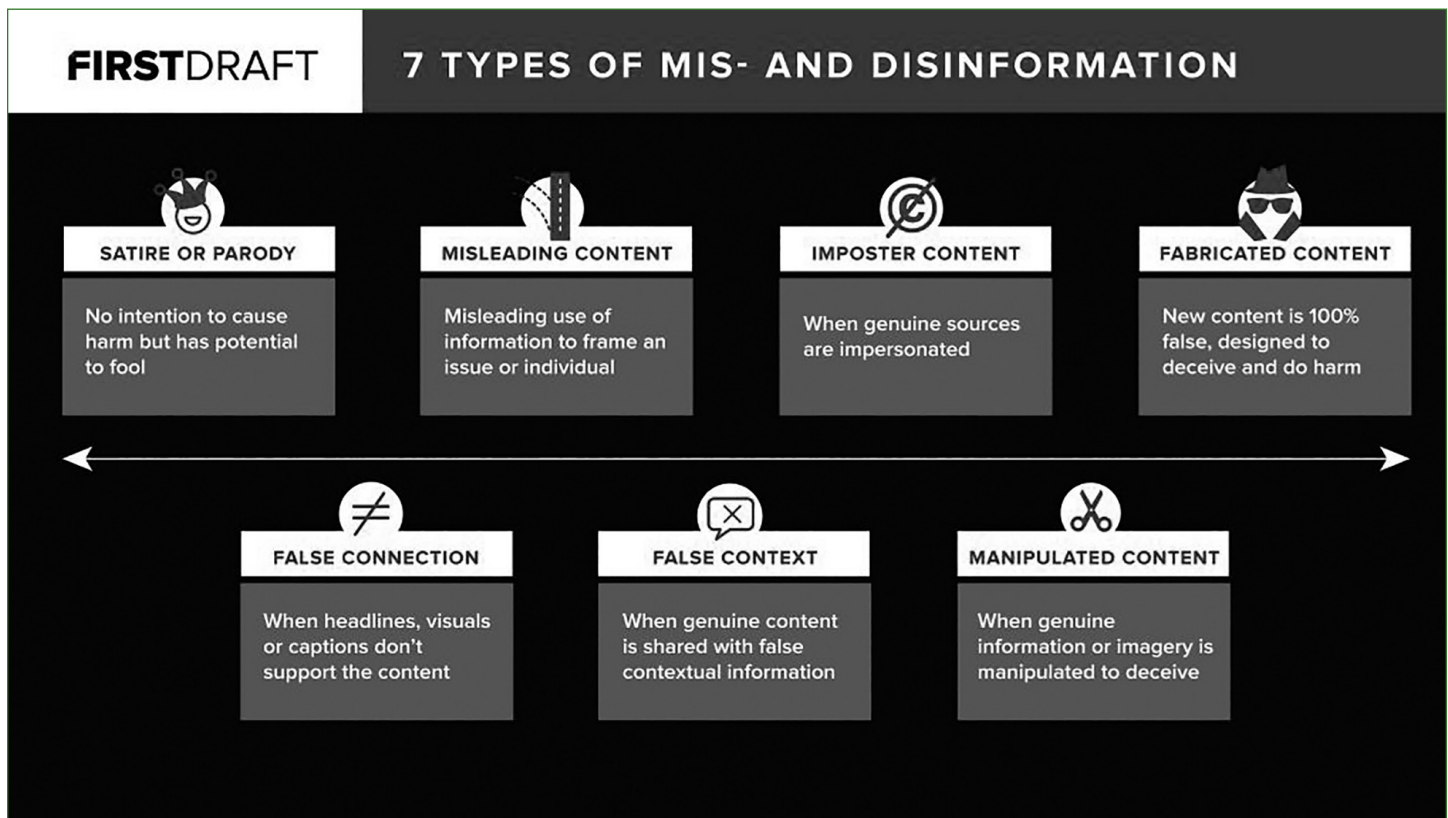 FIRSTDRAFT
7 TYPES OF MIS- AND DISINFORMATION
SATIRE OR PARODY
No intention to cause
harm but has potential
to fool
MISLEADING CONTENT
Misleading use of
information to frame an
issue or individual
IMPOSTER CONTENT
When genuine sources
are impersonated
FABRICATED CONTENT
New content is 100%
false, designed to
deceive and do harm
FALSE CONNECTION
When headlines, visuals
or captions don’t
support the content
FALSE CONTEXT
When genuine content
is shared with false
contextual information
MANIPULATED CONTENT
When genuine
information or imagery is
manipulated to deceive